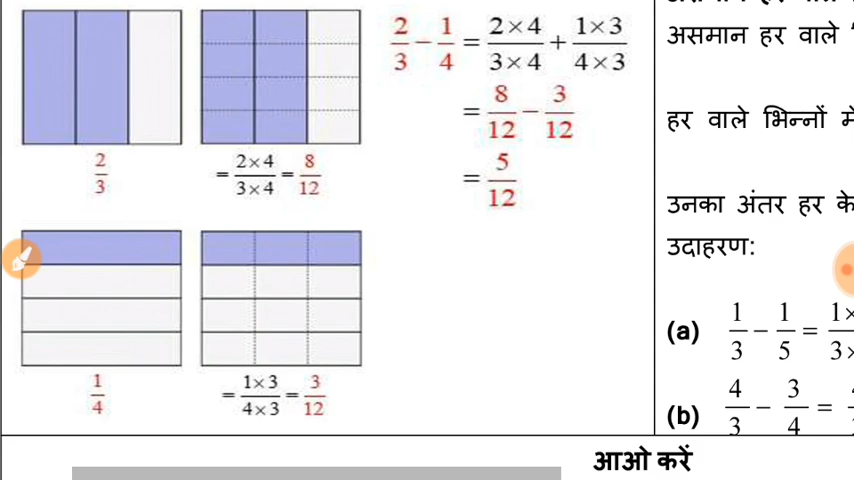 2/3 − 1/4 = 2×4/3×4 + 1×3/4×3
= 8/12 − 3/12
= 5/12
2/3
= 2×4/3×4 = 8/12
1/4
= 1×3/4×3 = 3/12
असमान हर वाले
हर वाले भिन्नों में
उनका अंतर हर के
उदाहरण:
(a) 1/3 − 1/5 = 1×/3×
(b) 4/3 − 3/4 =
आओ करें